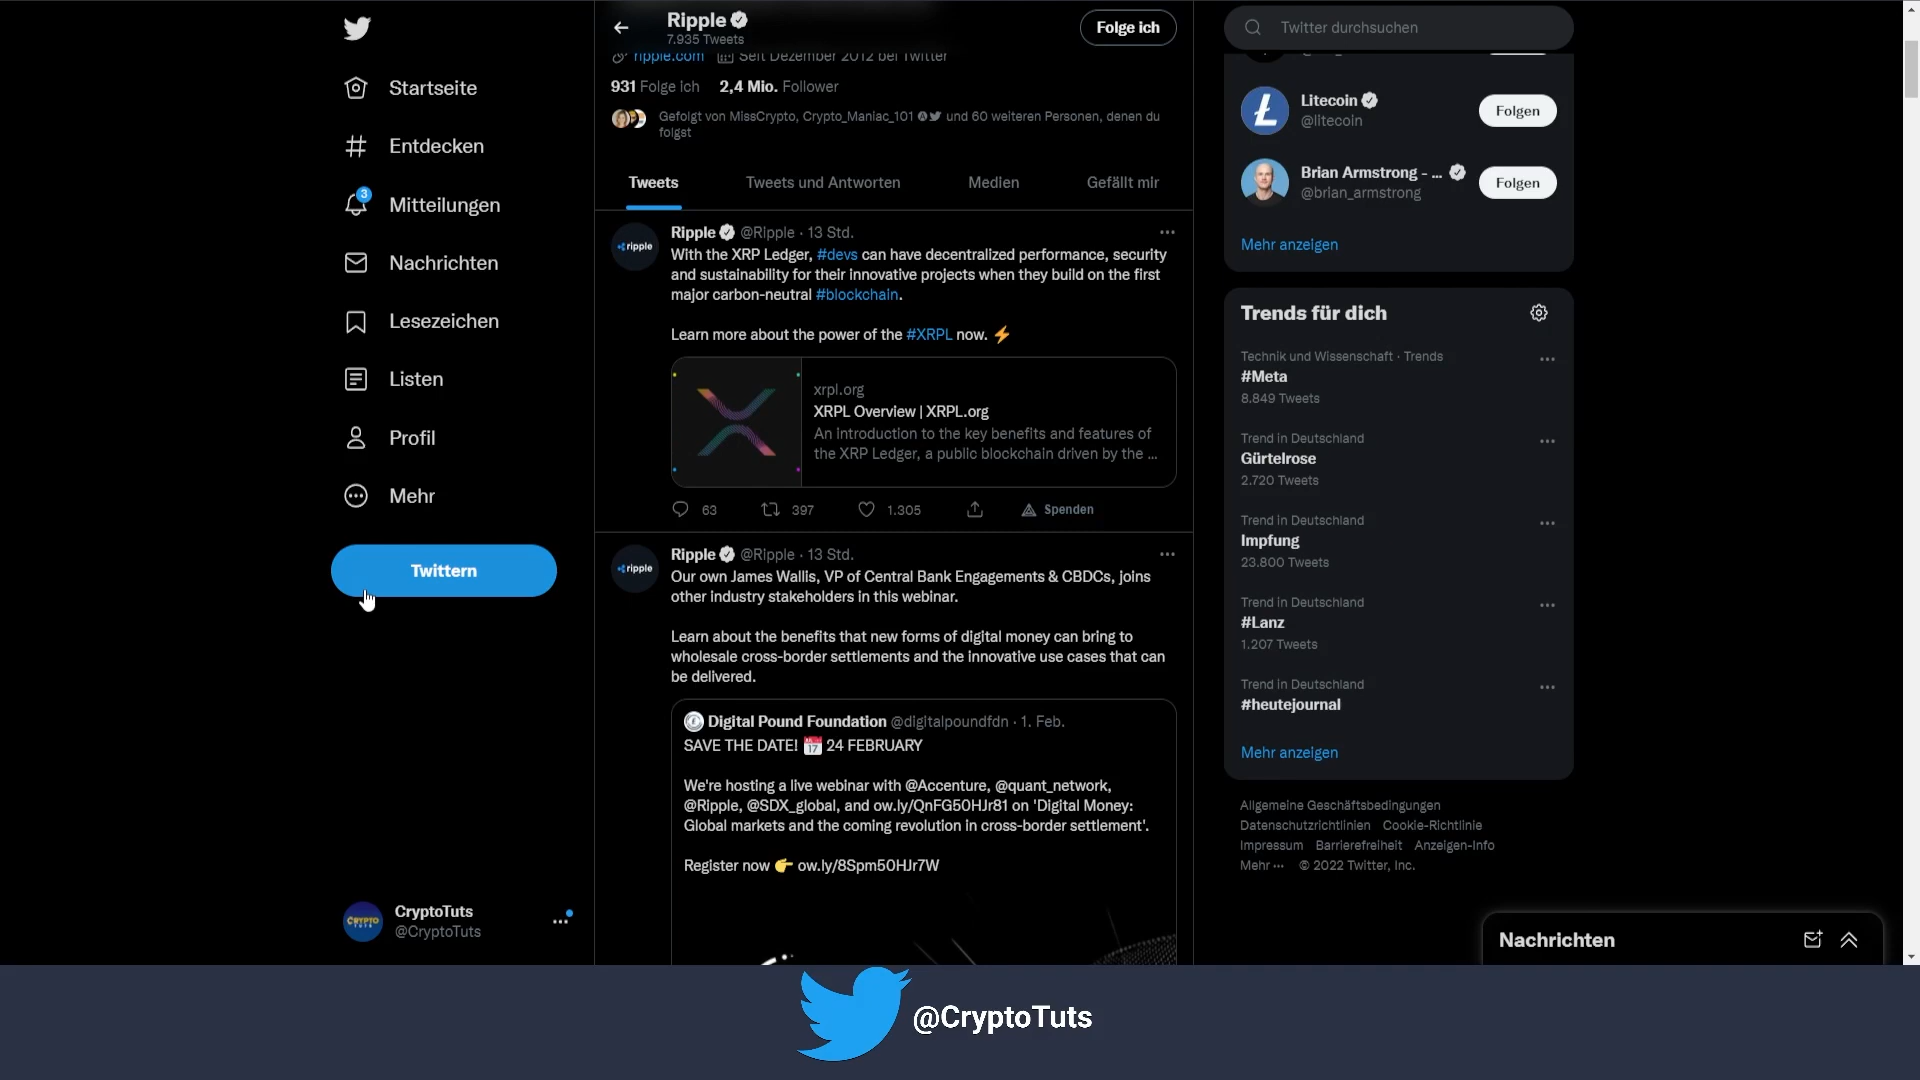 Startseite
Entdecken
3
Mitteilungen
Nachrichten
Lesezeichen
Listen
Profil
Mehr
Twittern
CRYPTO
TUTS
CryptoTuts
@CryptoTuts
Ripple
7.935 Tweets
Folge ich
ripple.com Seit Dezember 2012 bei Twitter
931 Folge ich 2,4 Mio. Follower
Gefolgt von MissCrypto, Crypto_Maniac_101 und 60 weiteren Personen, denen du
folgst
Tweets Tweets und Antworten Medien Gefällt mir
ripple
Ripple @Ripple · 13 Std.
With the XRP Ledger, #devs can have decentralized performance, security
and sustainability for their innovative projects when they build on the first
major carbon-neutral #blockchain.
Learn more about the power of the #XRPL now. ⚡
xrpl.org
XRPL Overview | XRPL.org
An introduction to the key benefits and features of
the XRP Ledger, a public blockchain driven by the ...
63 397 1.305 Spenden
ripple
Ripple @Ripple · 13 Std.
Our own James Wallis, VP of Central Bank Engagements & CBDCs, joins
other industry stakeholders in this webinar.
Learn about the benefits that new forms of digital money can bring to
wholesale cross-border settlements and the innovative use cases that can
be delivered.
Digital Pound Foundation @digitalpoundfdn · 1. Feb.
SAVE THE DATE! 📅 24 FEBRUARY
We're hosting a live webinar with @Accenture, @quant_network,
@Ripple, @SDX_global, and ow.ly/QnFG50HJr81 on 'Digital Money:
Global markets and the coming revolution in cross-border settlement'.
Register now 👉 ow.ly/8Spm50HJr7W
Twitter durchsuchen
Litecoin
@litecoin
Folgen
Brian Armstrong - ...
@brian_armstrong
Folgen
Mehr anzeigen
Trends für dich
Technik und Wissenschaft · Trends
#Meta
8.849 Tweets
Trend in Deutschland
Gürtelrose
2.720 Tweets
Trend in Deutschland
Impfung
23.800 Tweets
Trend in Deutschland
#Lanz
1.207 Tweets
Trend in Deutschland
#heutejournal
Mehr anzeigen
Allgemeine Geschäftsbedingungen
Datenschutzrichtlinien Cookie-Richtlinie
Impressum Barrierefreiheit Anzeigen-Info
Mehr ··· © 2022 Twitter, Inc.
Nachrichten
@CryptoTuts